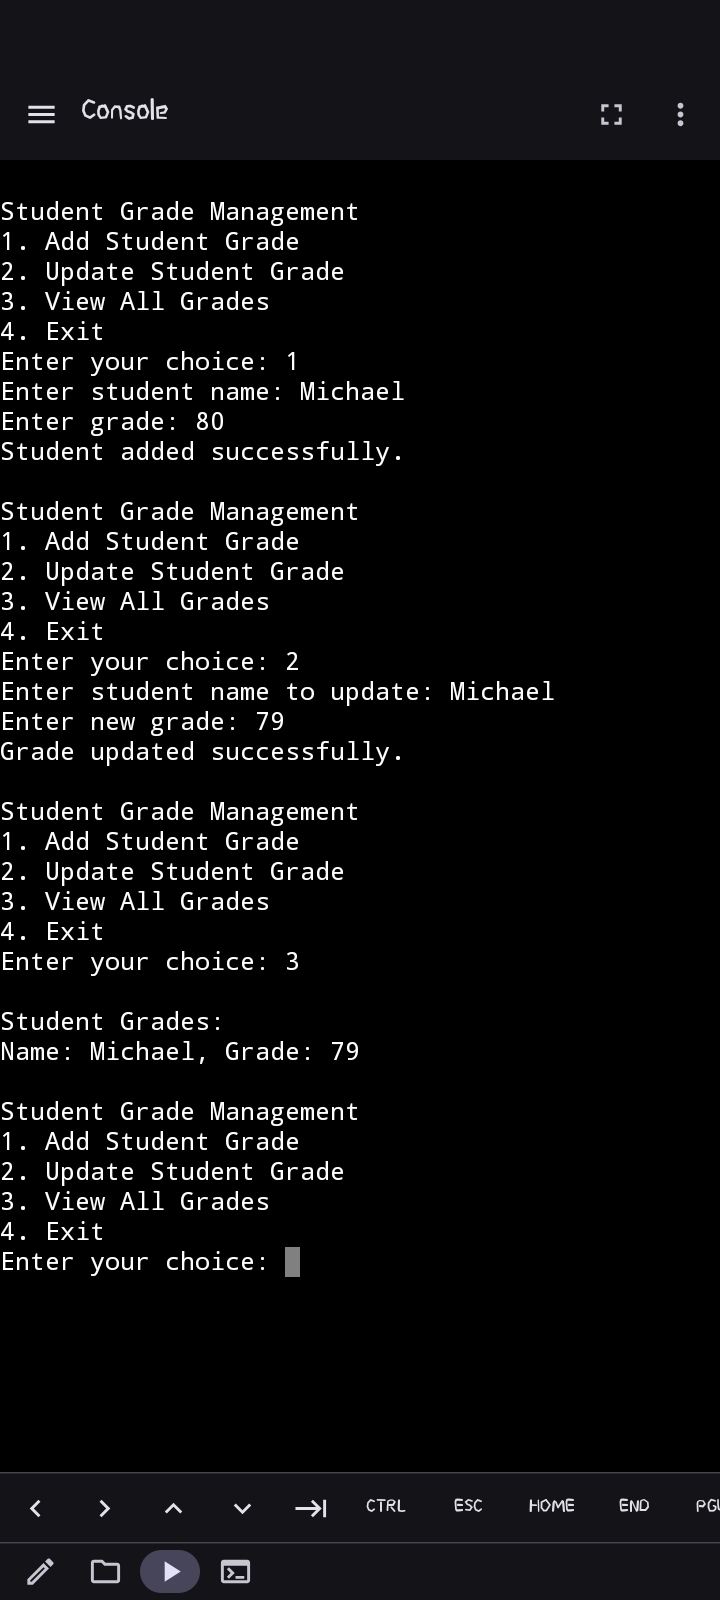 Console
Student Grade Management
1. Add Student Grade
2. Update Student Grade
3. View All Grades
4. Exit
Enter your choice: 1
Enter student name: Michael
Enter grade: 80
Student added successfully.
Student Grade Management
1. Add Student Grade
2. Update Student Grade
3. View All Grades
4. Exit
Enter your choice: 2
Enter student name to update: Michael
Enter new grade: 79
Grade updated successfully.
Student Grade Management
1. Add Student Grade
2. Update Student Grade
3. View All Grades
4. Exit
Enter your choice: 3
Student Grades:
Name: Michael, Grade: 79
Student Grade Management
1. Add Student Grade
2. Update Student Grade
3. View All Grades
4. Exit
Enter your choice:
CTRL ESC HOME END